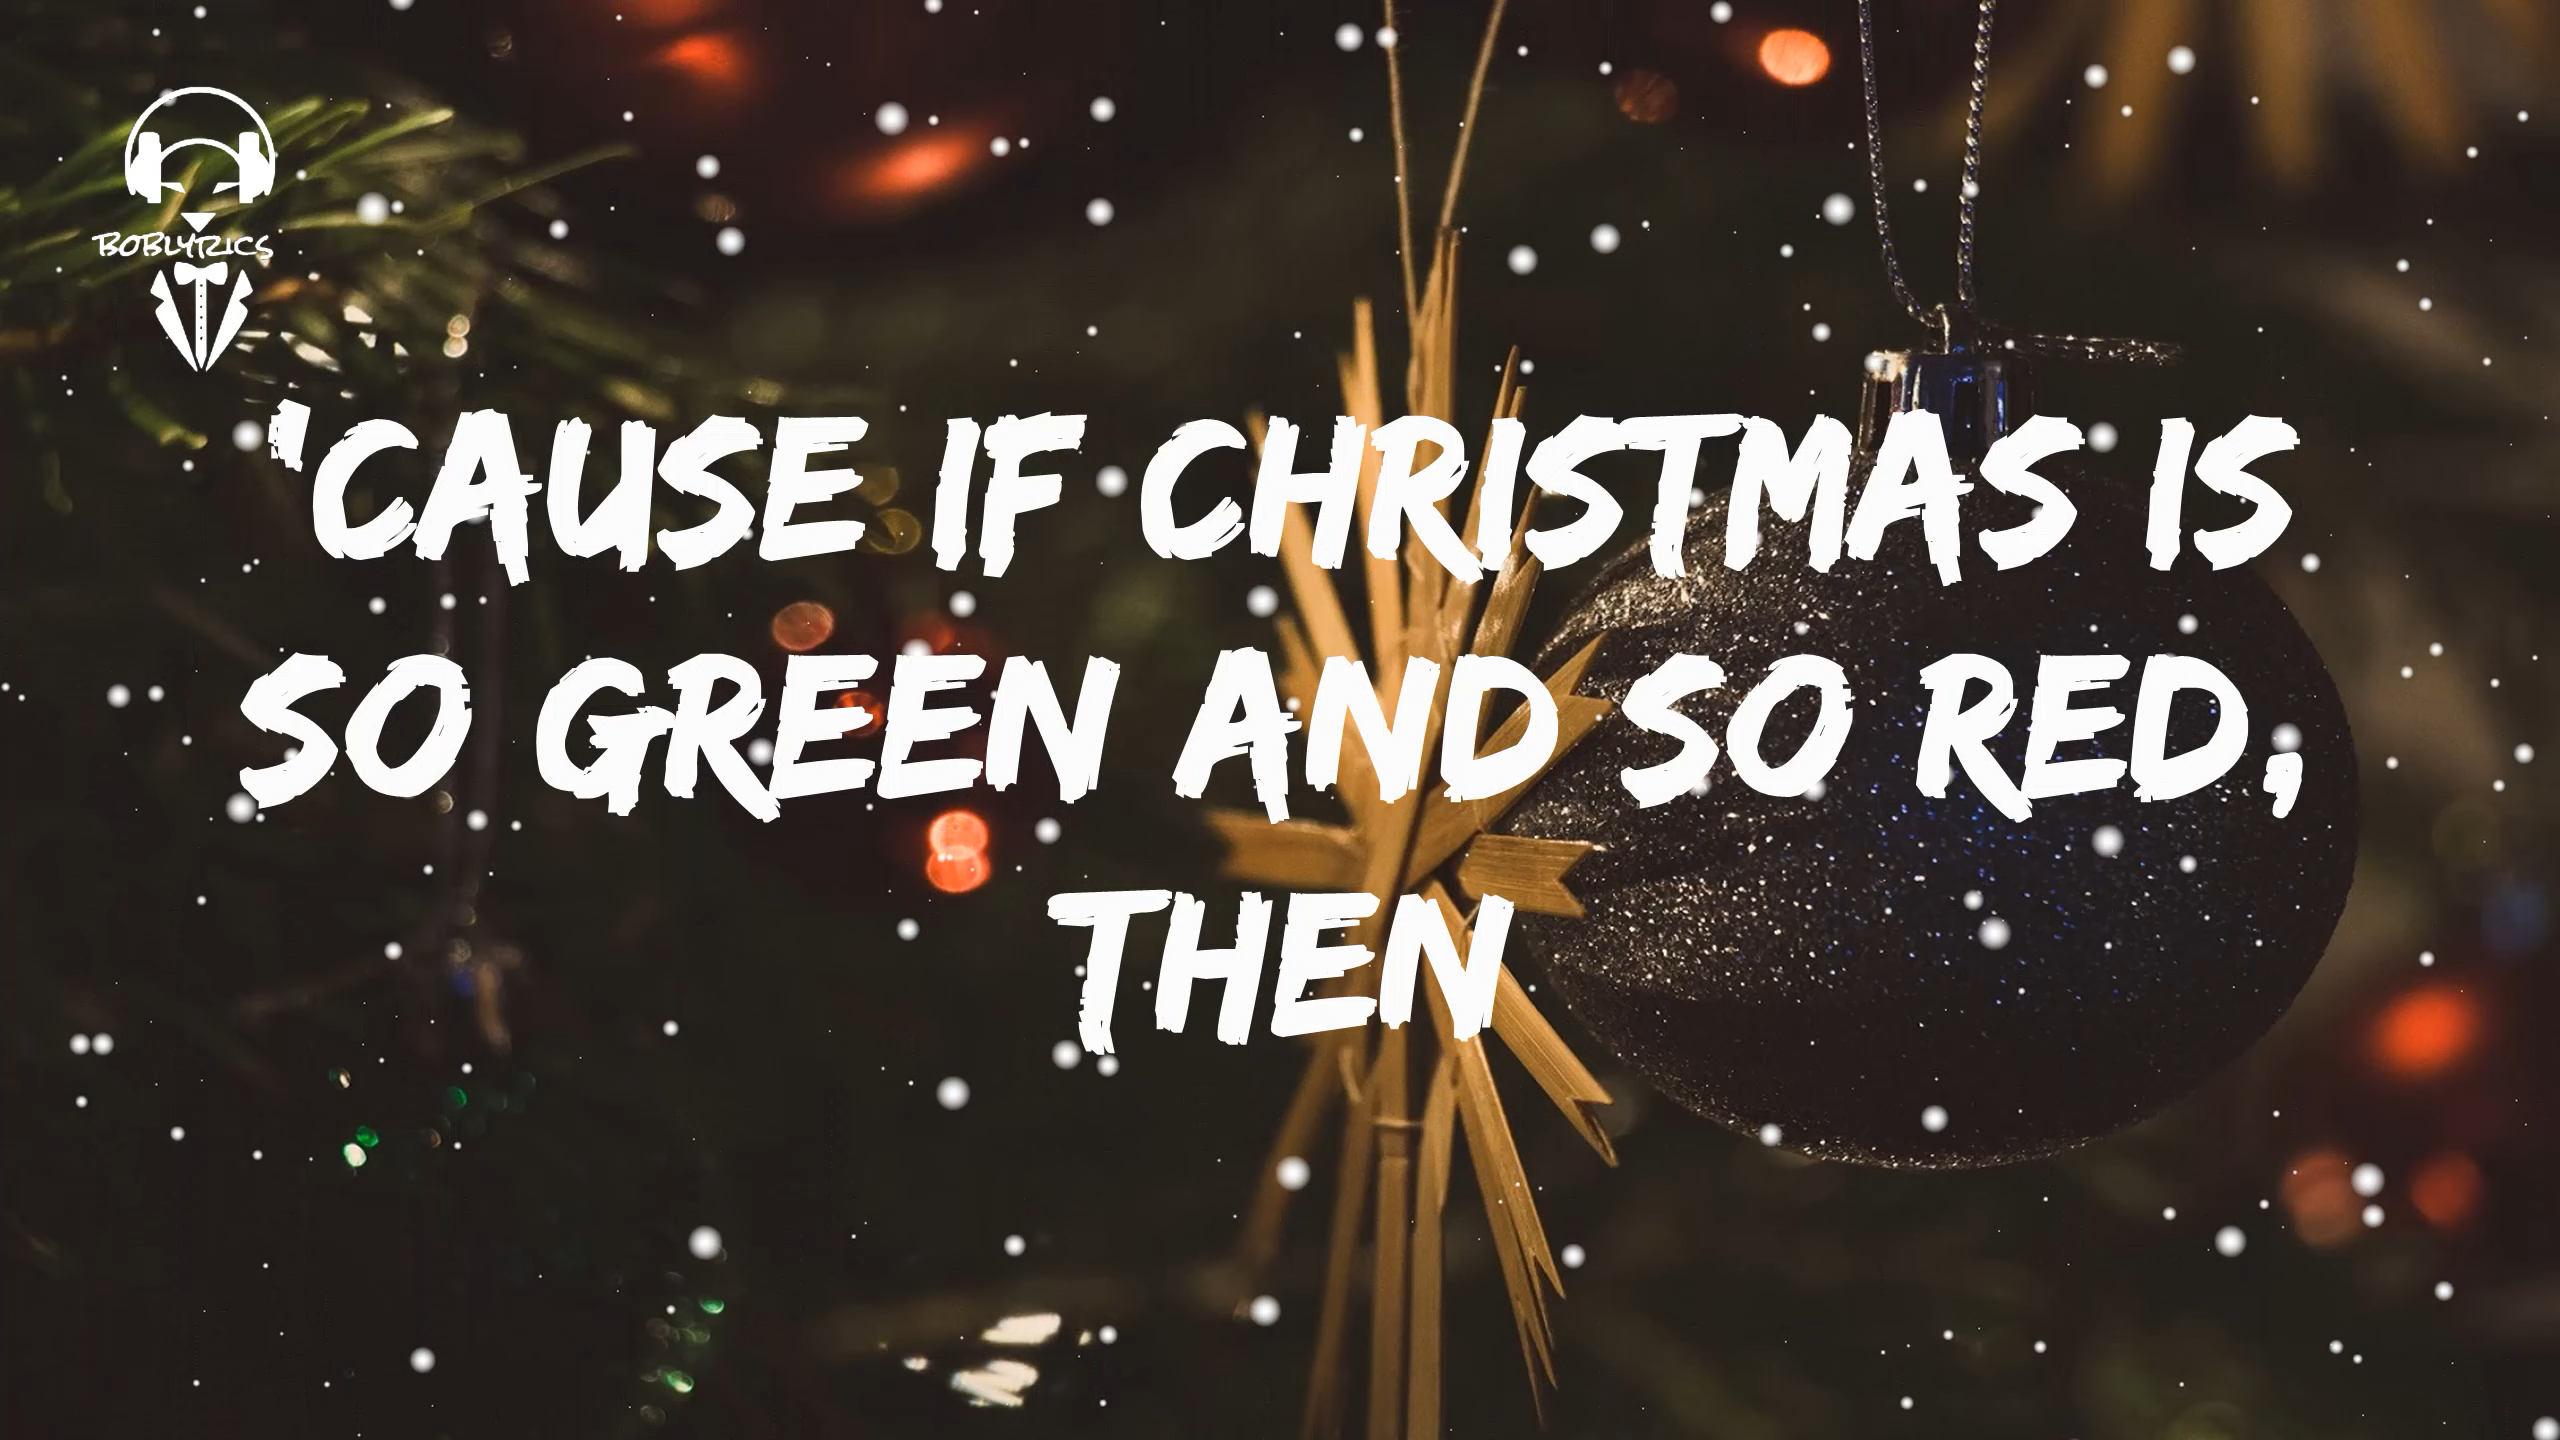 BOBLYRICS
'CAUSE IF CHRISTMAS IS
SO GREEN AND SO RED,
THEN